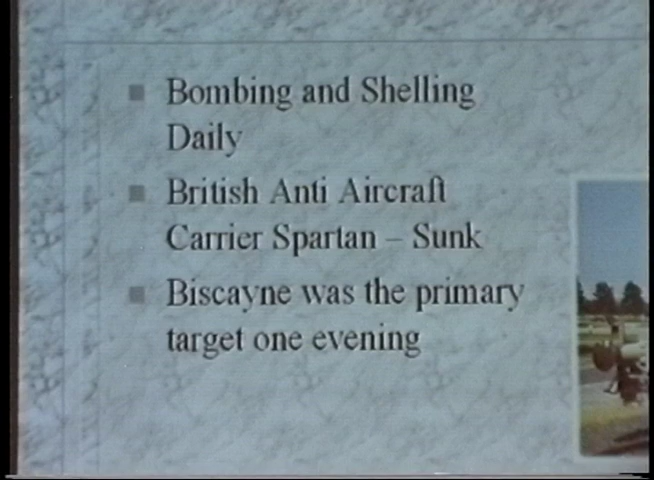 Bombing and Shelling
Daily
British Anti Aircraft
Carrier Spartan – Sunk
Biscayne was the primary
target one evening